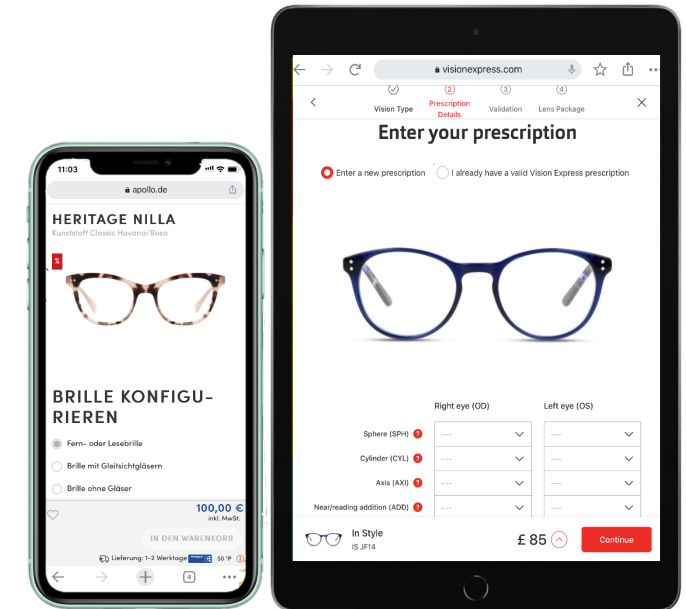 11:03
apollo.de
HERITAGE NILLA
Kunststoff Classic Havana/Rosa
%
BRILLE KONFIGU-
RIEREN
Fern- oder Lesebrille
Brille mit Gleitsichtgläsern
Brille ohne Gläser
100,00 €
inkl. MwSt.
IN DEN WARENKORB
Lieferung: 1-2 Werktage
50 °P
4
visionexpress.com
2 3 4
Vision Type Prescription Details Validation Lens Package
Enter your prescription
Enter a new prescription I already have a valid Vision Express prescription
Right eye (OD) Left eye (OS)
Sphere (SPH) ? --- ---
Cylinder (CYL) ? --- ---
Axis (AXI) ? --- ---
Near/reading addition (ADD) ? --- ---
In Style £ 85 Continue
IS JF14